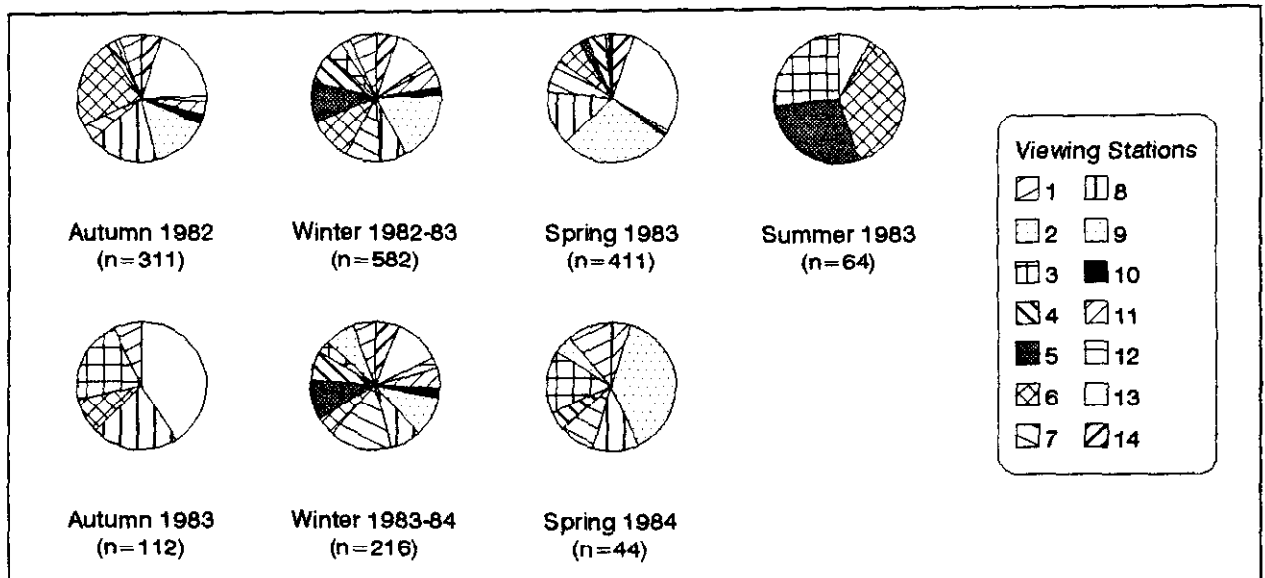 Autumn 1982
(n=311)
Winter 1982-83
(n=582)
Spring 1983
(n=411)
Summer 1983
(n=64)
Autumn 1983
(n=112)
Winter 1983-84
(n=216)
Spring 1984
(n=44)
Viewing Stations
1 8
2 9
3 10
4 11
5 12
6 13
7 14